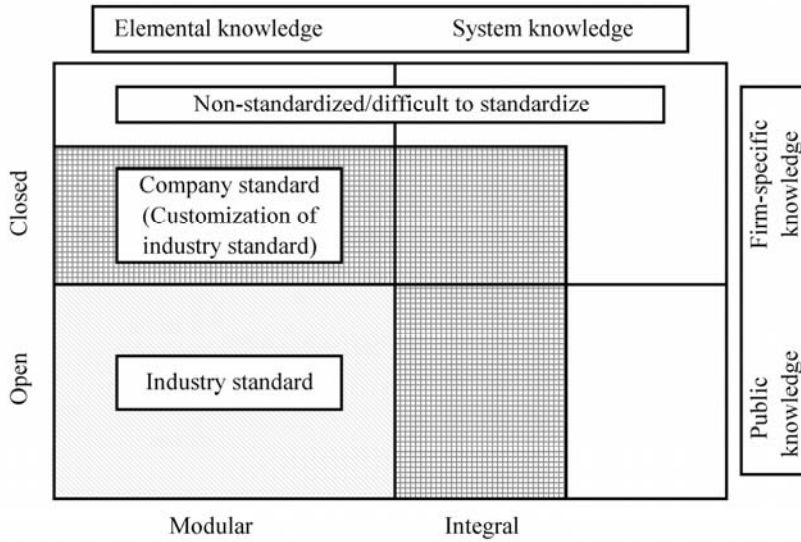 Elemental knowledge System knowledge
Non-standardized/difficult to standardize
Company standard
(Customization of
industry standard)
Industry standard
Closed
Open
Firm-specific
knowledge
Public
knowledge
Modular Integral